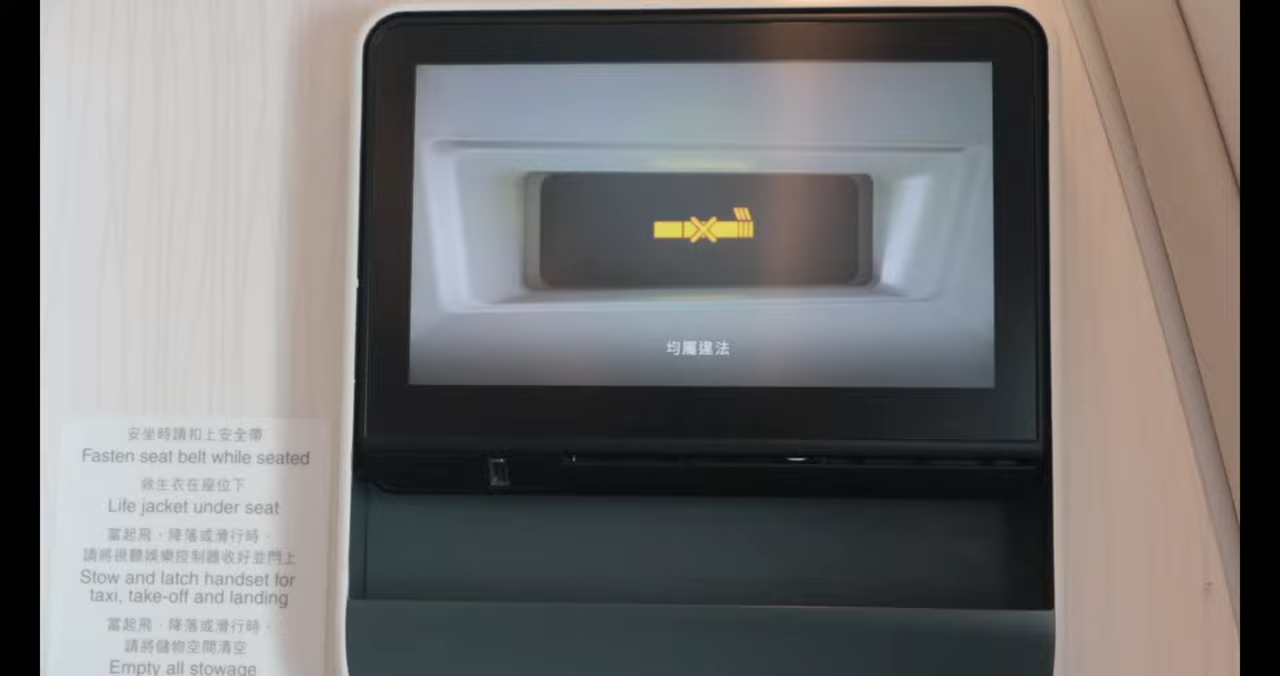 均屬違法
安坐時請扣上安全帶
Fasten seat belt while seated
救生衣在座位下
Life jacket under seat
當起飛，降落或滑行時，
請將視聽娛樂控制器收好並閂上
Stow and latch handset for
taxi, take-off and landing
當起飛，降落或滑行時，
請將儲物空間清空
Empty all stowage